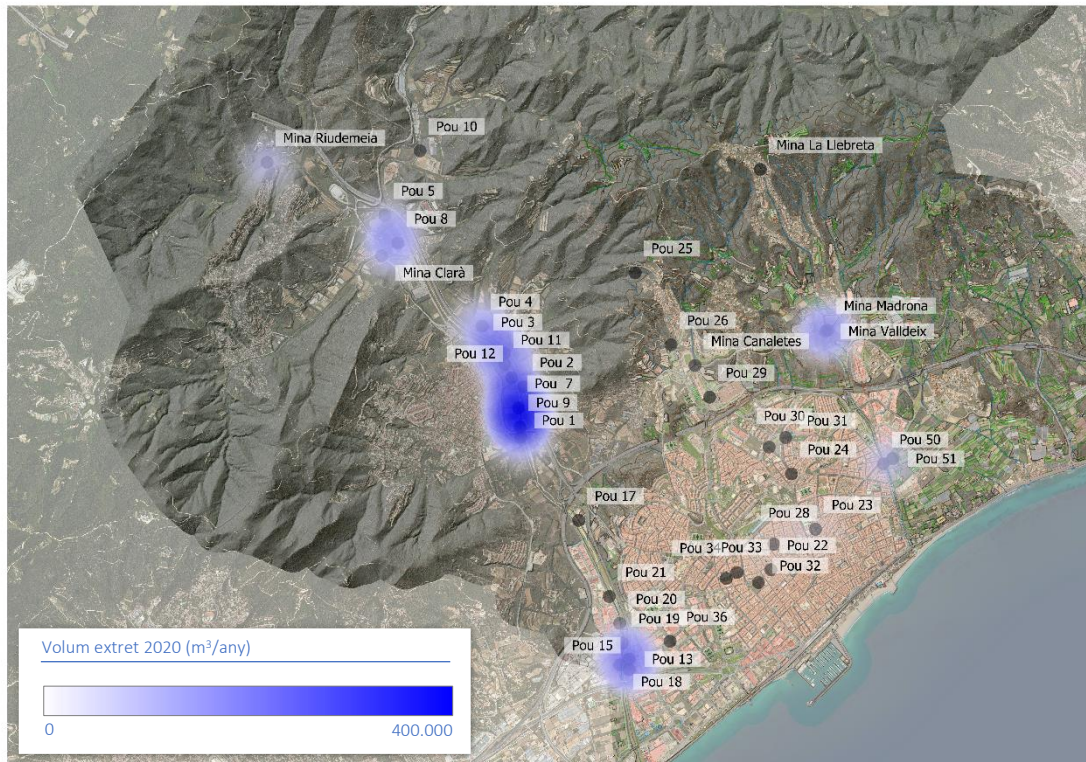 Mina Riudemeia
Pou 10
Mina La Llebreta
Pou 5
Pou 8
Mina Clarà
Pou 25
Pou 4
Pou 3
Pou 11
Pou 12
Pou 2
Pou 7
Pou 9
Pou 1
Pou 26
Mina Canaletes
Pou 29
Mina Madrona
Mina Valldeix
Pou 30
Pou 31
Pou 24
Pou 50
Pou 51
Pou 17
Pou 28
Pou 23
Pou 34
Pou 33
Pou 22
Pou 32
Pou 21
Pou 20
Pou 19
Pou 36
Pou 15
Pou 13
Pou 18
Volum extret 2020 (m³/any)
0
400.000